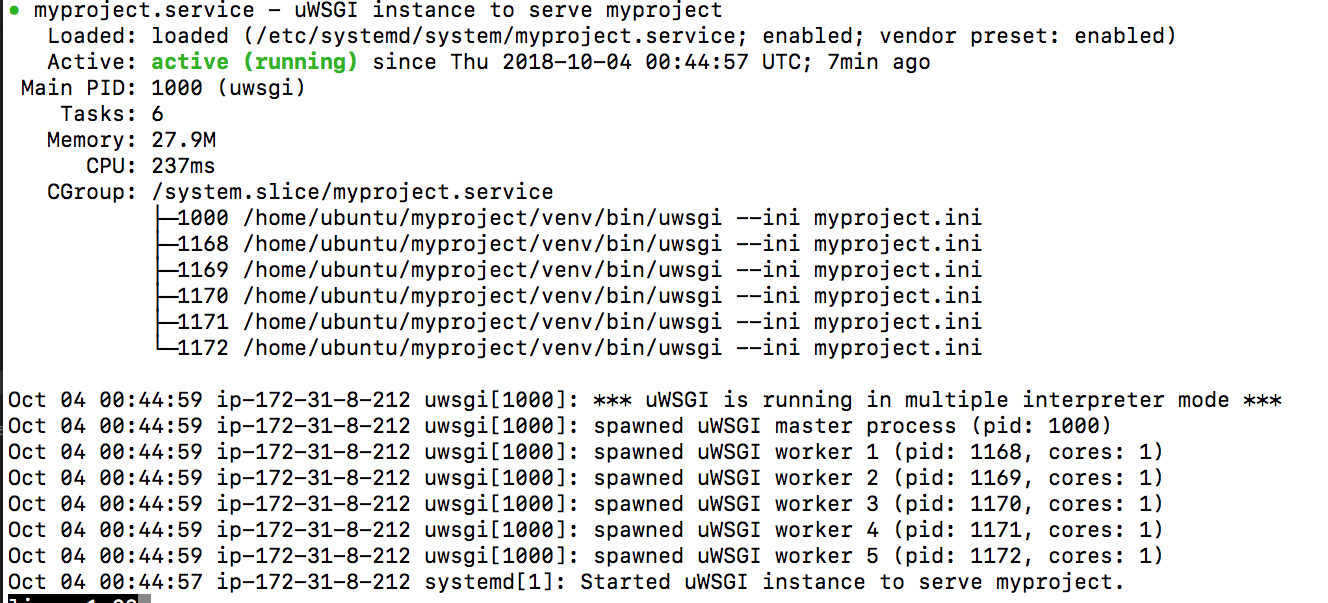 ● myproject.service - uWSGI instance to serve myproject
   Loaded: loaded (/etc/systemd/system/myproject.service; enabled; vendor preset: enabled)
   Active: active (running) since Thu 2018-10-04 00:44:57 UTC; 7min ago
 Main PID: 1000 (uwsgi)
    Tasks: 6
   Memory: 27.9M
      CPU: 237ms
   CGroup: /system.slice/myproject.service
           ├─1000 /home/ubuntu/myproject/venv/bin/uwsgi --ini myproject.ini
           ├─1168 /home/ubuntu/myproject/venv/bin/uwsgi --ini myproject.ini
           ├─1169 /home/ubuntu/myproject/venv/bin/uwsgi --ini myproject.ini
           ├─1170 /home/ubuntu/myproject/venv/bin/uwsgi --ini myproject.ini
           ├─1171 /home/ubuntu/myproject/venv/bin/uwsgi --ini myproject.ini
           └─1172 /home/ubuntu/myproject/venv/bin/uwsgi --ini myproject.ini
Oct 04 00:44:59 ip-172-31-8-212 uwsgi[1000]: *** uWSGI is running in multiple interpreter mode ***
Oct 04 00:44:59 ip-172-31-8-212 uwsgi[1000]: spawned uWSGI master process (pid: 1000)
Oct 04 00:44:59 ip-172-31-8-212 uwsgi[1000]: spawned uWSGI worker 1 (pid: 1168, cores: 1)
Oct 04 00:44:59 ip-172-31-8-212 uwsgi[1000]: spawned uWSGI worker 2 (pid: 1169, cores: 1)
Oct 04 00:44:59 ip-172-31-8-212 uwsgi[1000]: spawned uWSGI worker 3 (pid: 1170, cores: 1)
Oct 04 00:44:59 ip-172-31-8-212 uwsgi[1000]: spawned uWSGI worker 4 (pid: 1171, cores: 1)
Oct 04 00:44:59 ip-172-31-8-212 uwsgi[1000]: spawned uWSGI worker 5 (pid: 1172, cores: 1)
Oct 04 00:44:57 ip-172-31-8-212 systemd[1]: Started uWSGI instance to serve myproject.